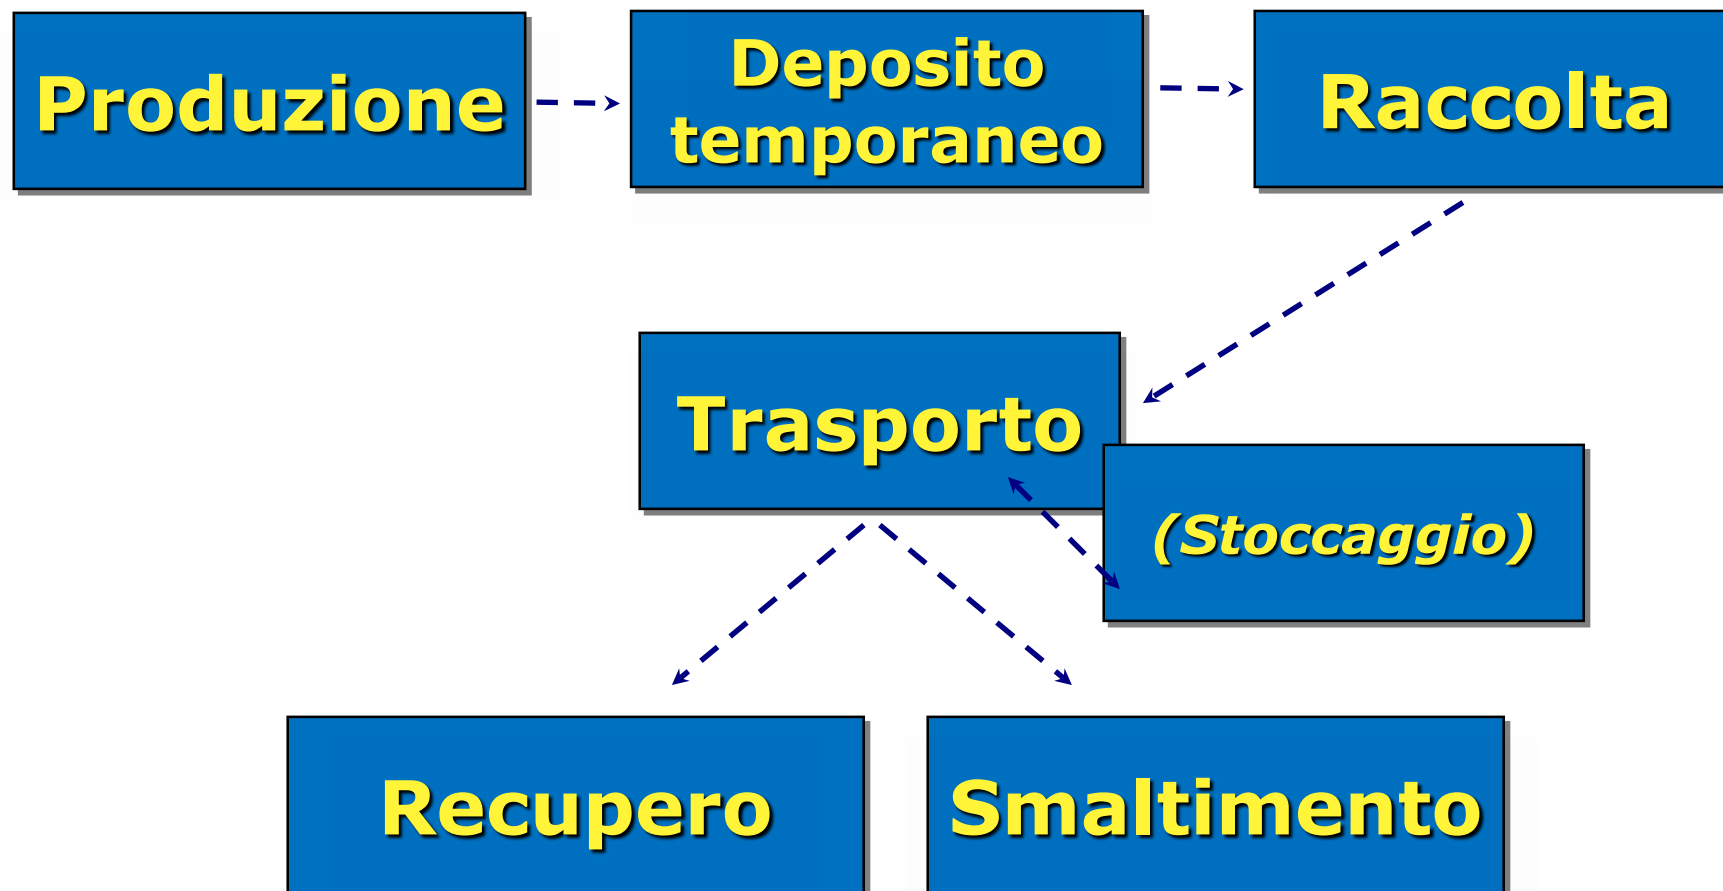 Produzione
Deposito
temporaneo
Raccolta
Trasporto
(Stoccaggio)
Recupero
Smaltimento